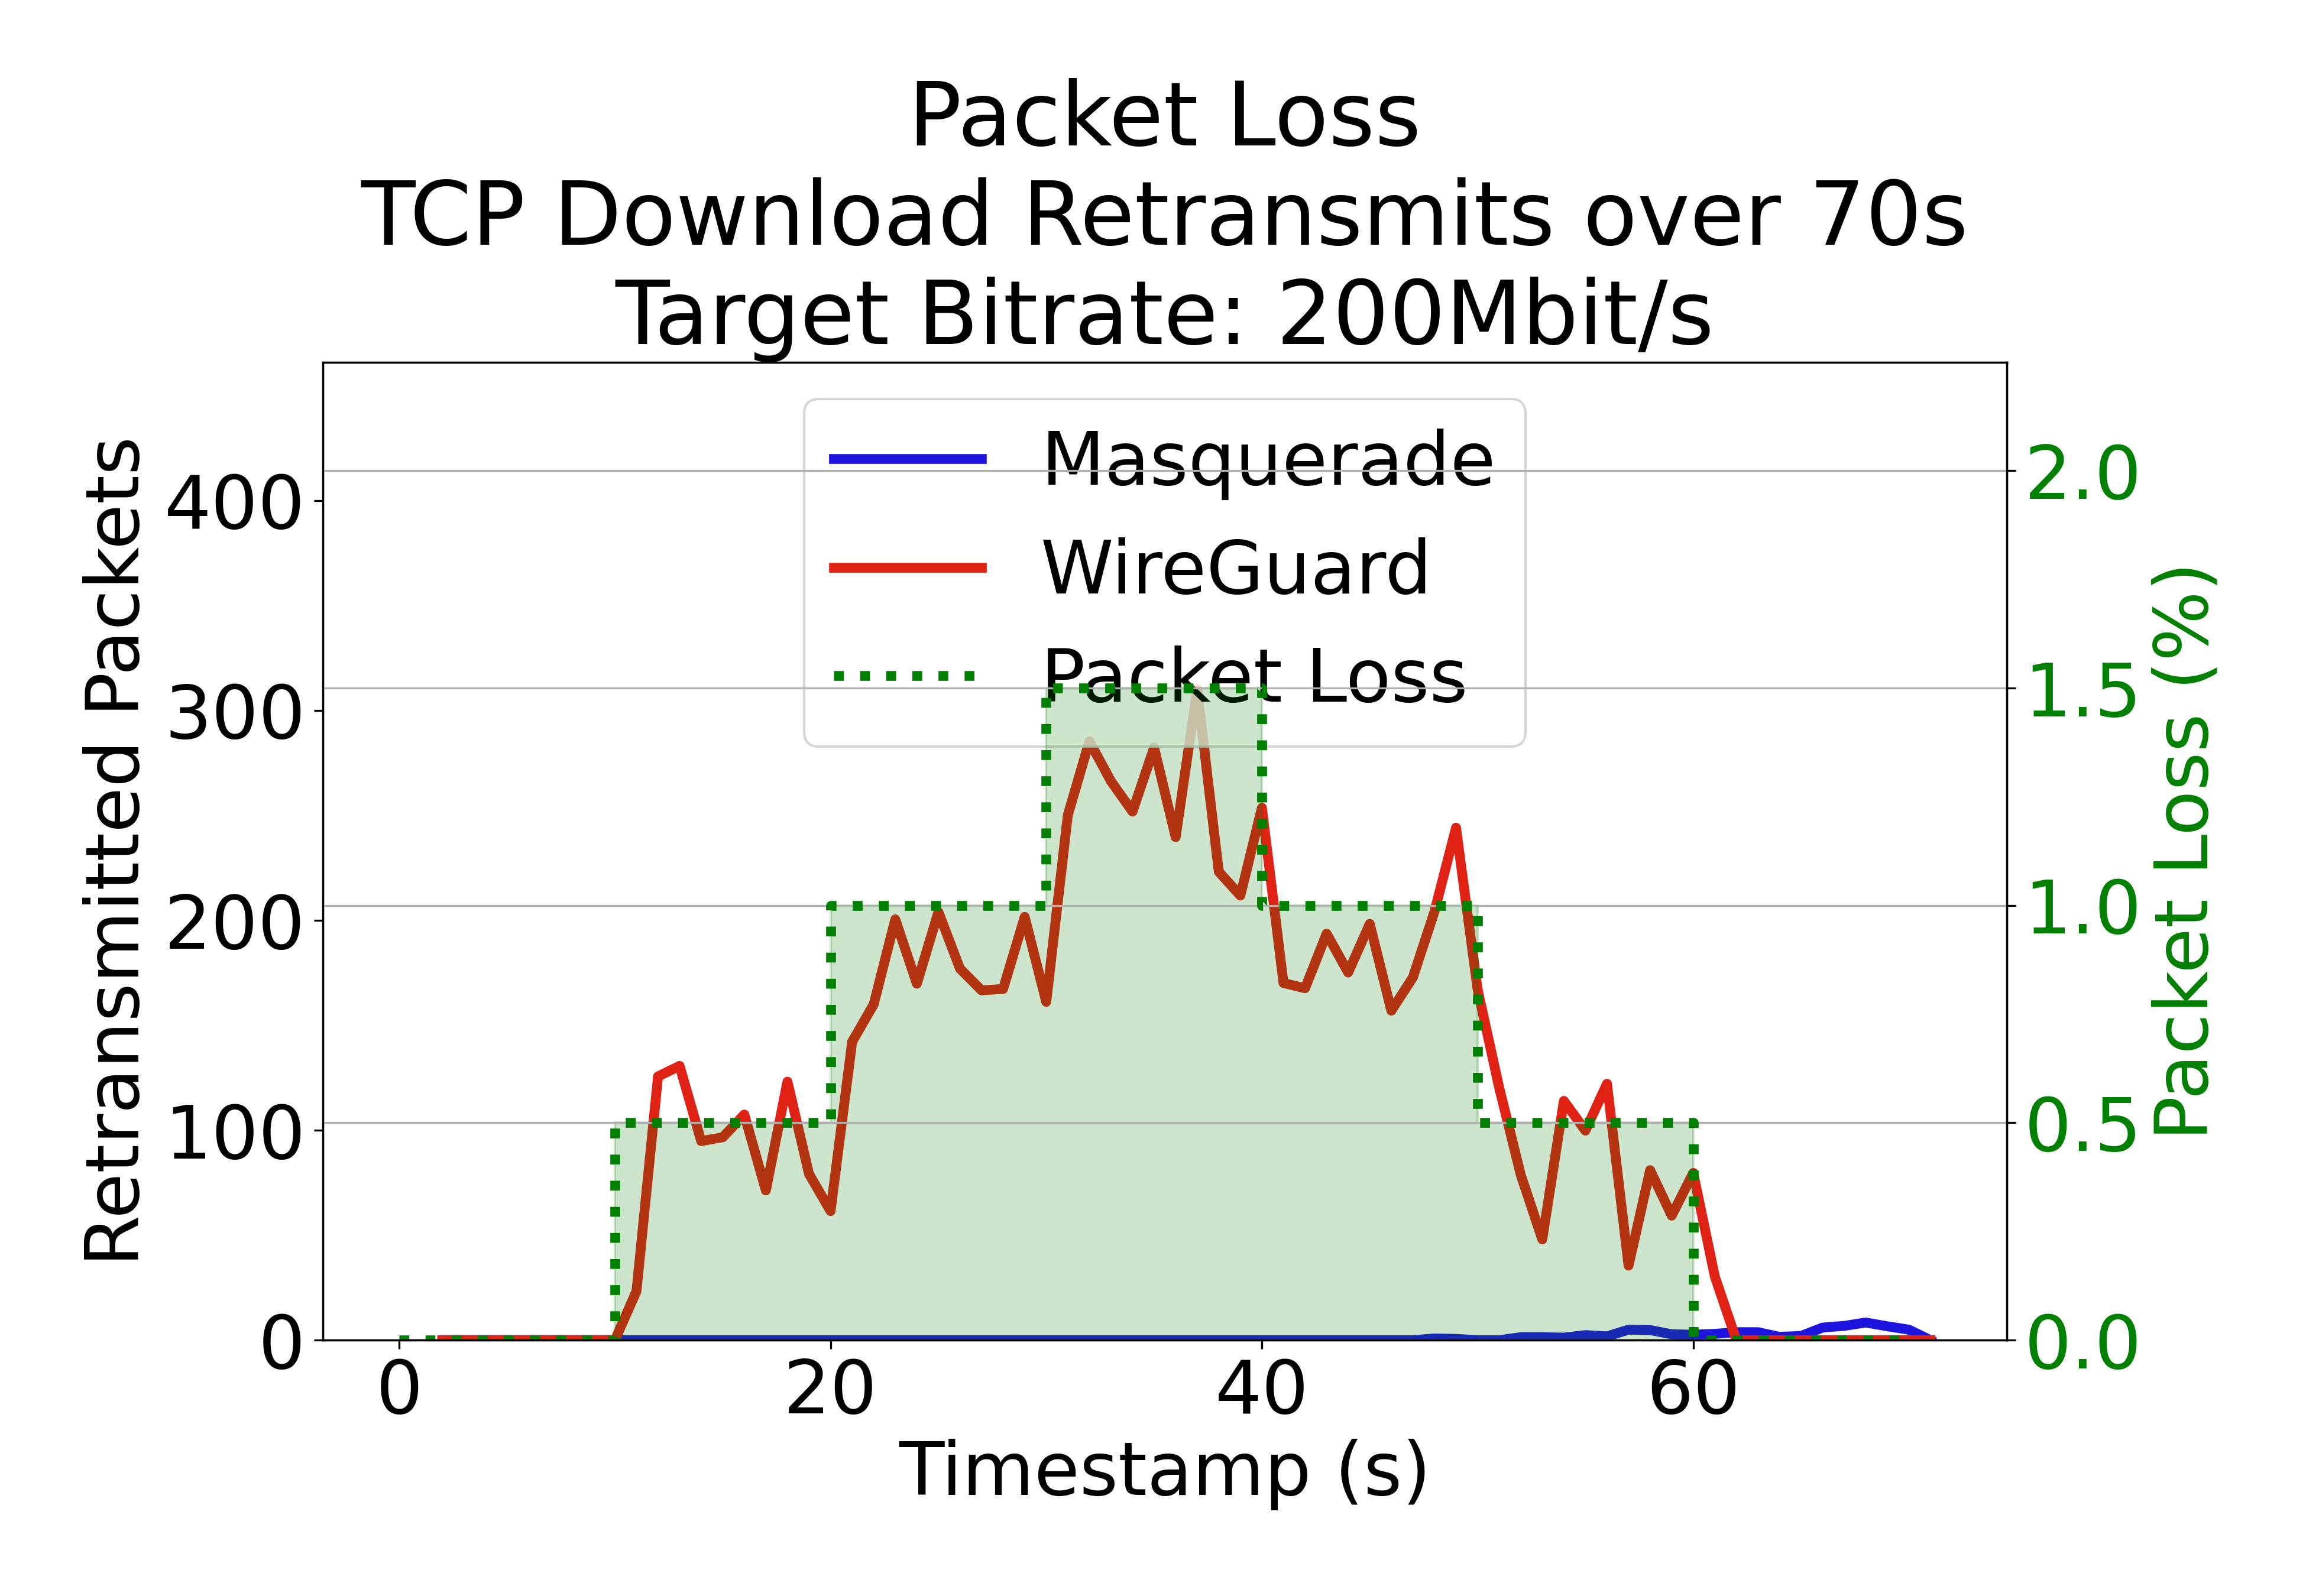 Packet Loss
TCP Download Retransmits over 70s
Target Bitrate: 200Mbit/s
Masquerade
WireGuard
Packet Loss
Retransmitted Packets
400
300
200
100
0
2.0
1.5
1.0
0.5
0.0
Packet Loss (%)
0 20 40 60
Timestamp (s)